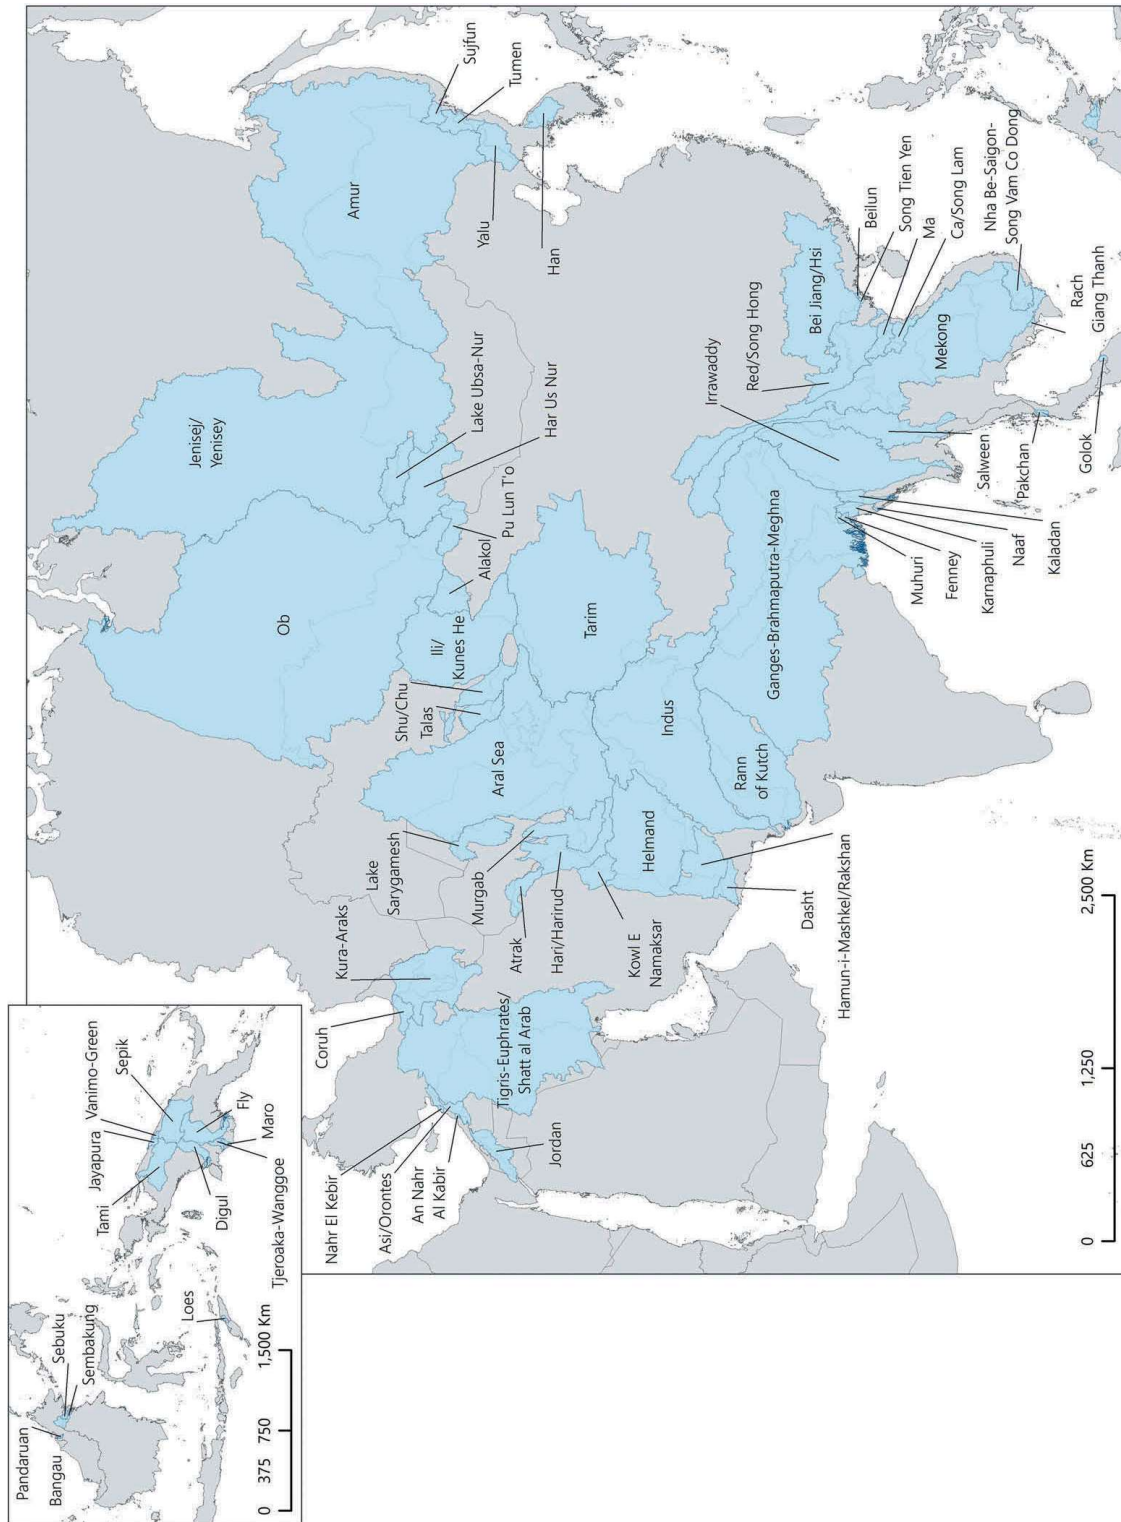 Pandaruan
Bangau
Sebuku
Sembakung
Loes
Tami
Jayapura
Vanimo-Green
Sepik
Fly
Maro
Digul
Tjeroaka-Wanggoe
0
375
750
1,500 Km
Jenisej/
Yenisey
Ob
Amur
Sujfun
Tumen
Yalu
Han
Lake Ubsa-Nur
Har Us Nur
Pu Lun T'o
Alakol
Ili/
Kunes He
Shu/Chu
Talas
Aral Sea
Lake
Sarygamesh
Kura-Araks
Coruh
Murgab
Atrak
Hari/Harirud
Kowl E
Namaksar
Tigris-Euphrates/
Shatt al Arab
Nahr El Kebir
Asi/Orontes
An Nahr
Al Kabir
Jordan
Tarim
Indus
Helmand
Rann
of Kutch
Dasht
Hamun-i-Mashkel/Rakshan
Ganges-Brahmaputra-Meghna
Muhuri
Fenney
Karnaphuli
Naaf
Kaladan
Irrawaddy
Red/Song Hong
Bei Jiang/Hsi
Beilun
Song Tien Yen
Ma
Ca/Song Lam
Nha Be-Saigon-
Song Vam Co Dong
Mekong
Rach
Giang Thanh
Salween
Pakchan
Golok
0
625
1,250
2,500 Km